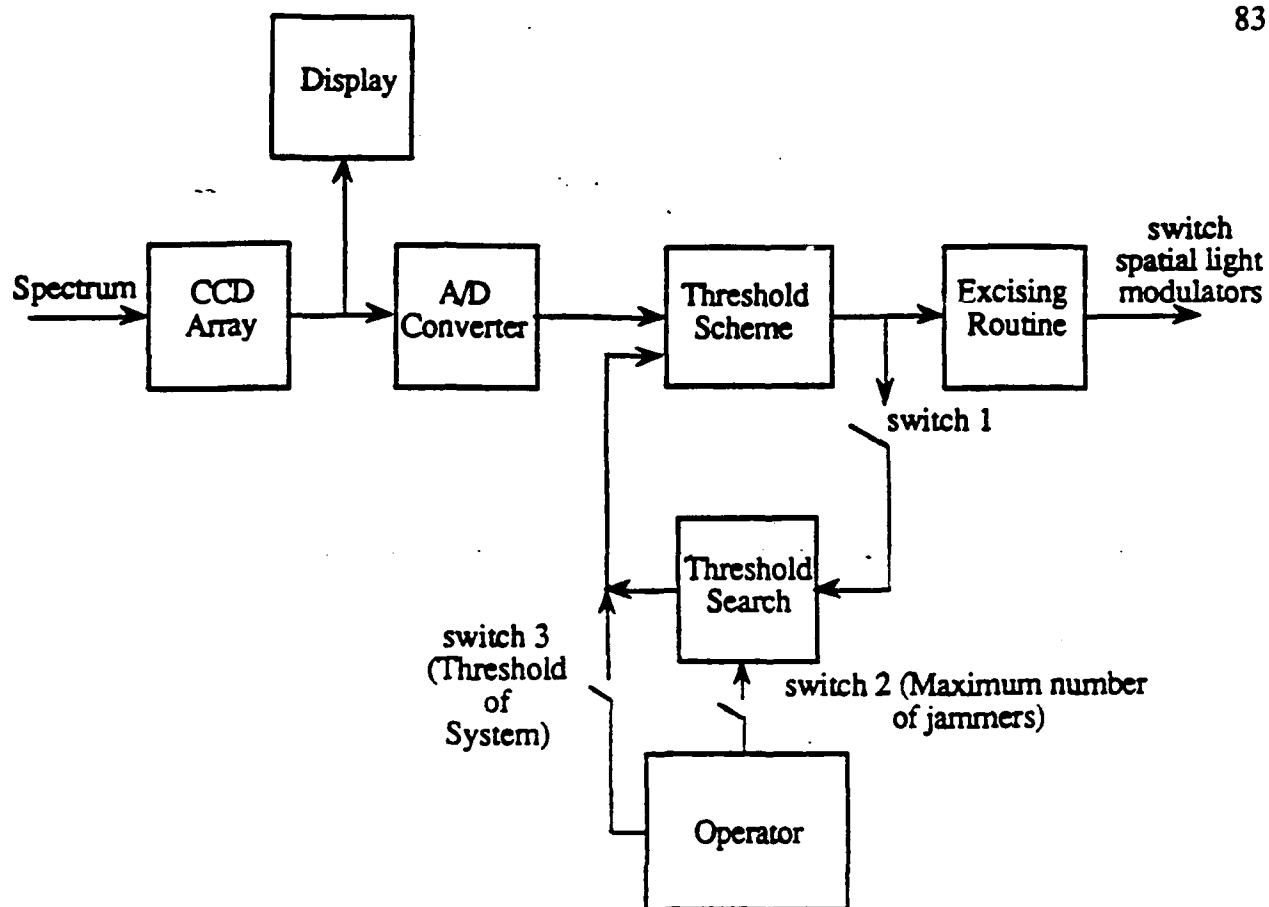 83
Display
Spectrum
CCD
Array
A/D
Converter
Threshold
Scheme
Excising
Routine
switch
spatial light
modulators
switch 1
Threshold
Search
switch 3
(Threshold
of
System)
switch 2 (Maximum number
of jammers)
Operator